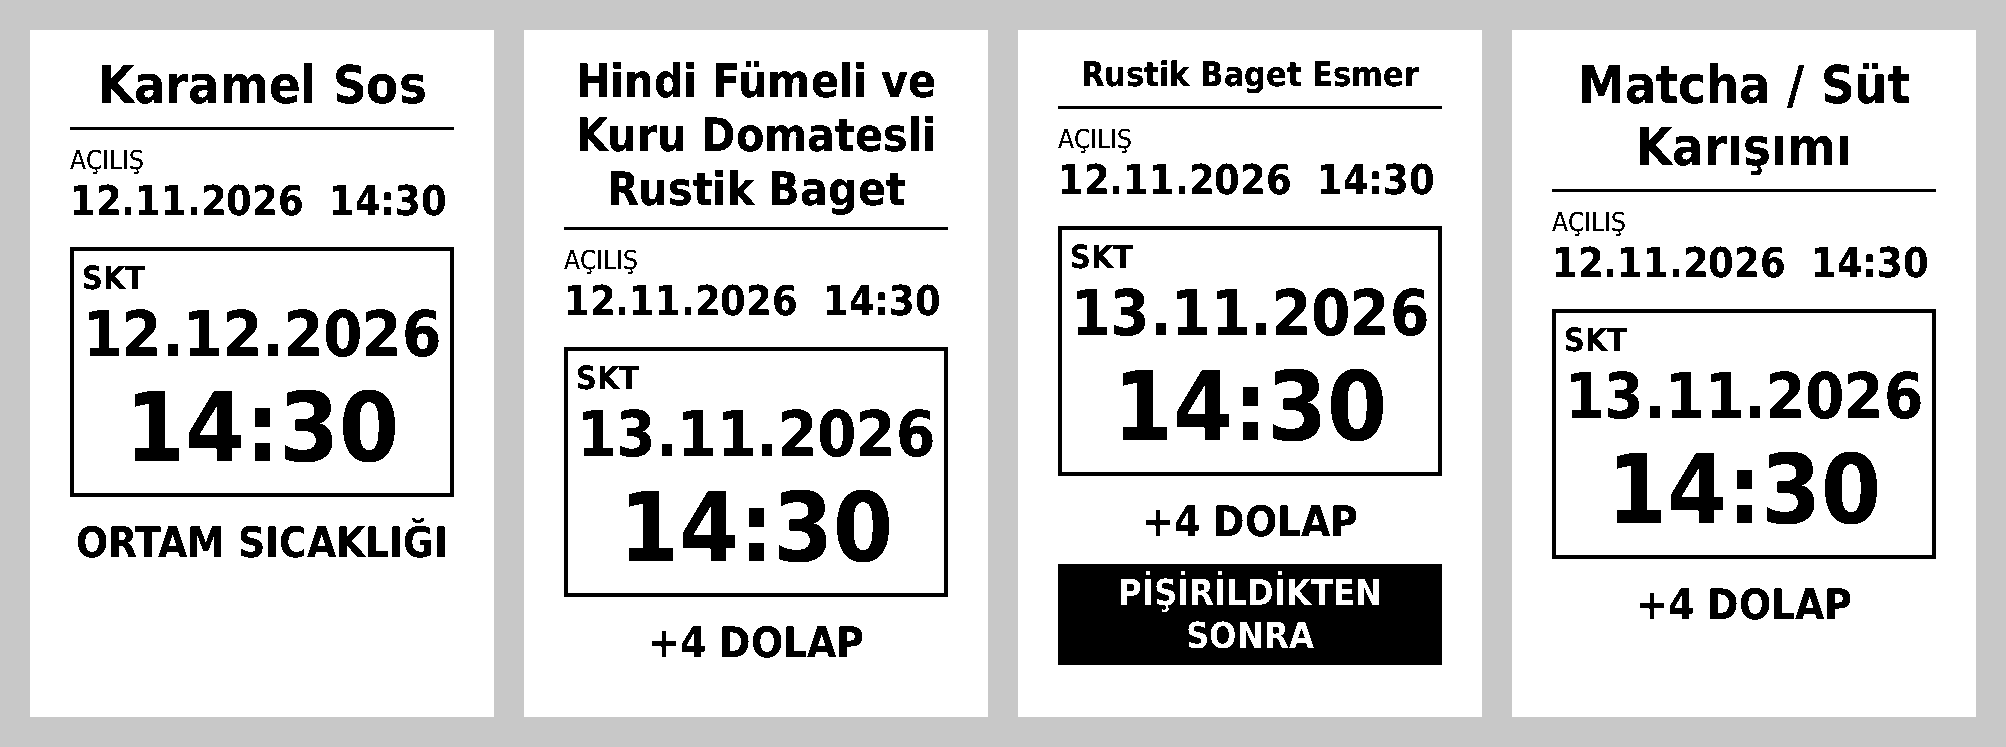 Karamel Sos
AÇILIŞ
12.11.2026 14:30
SKT
12.12.2026
14:30
ORTAM SICAKLIĞI
Hindi Fümeli ve
Kuru Domatesli
Rustik Baget
AÇILIŞ
12.11.2026 14:30
SKT
13.11.2026
14:30
+4 DOLAP
Rustik Baget Esmer
AÇILIŞ
12.11.2026 14:30
SKT
13.11.2026
14:30
+4 DOLAP
PİŞİRİLDİKTEN
SONRA
Matcha / Süt
Karışımı
AÇILIŞ
12.11.2026 14:30
SKT
13.11.2026
14:30
+4 DOLAP